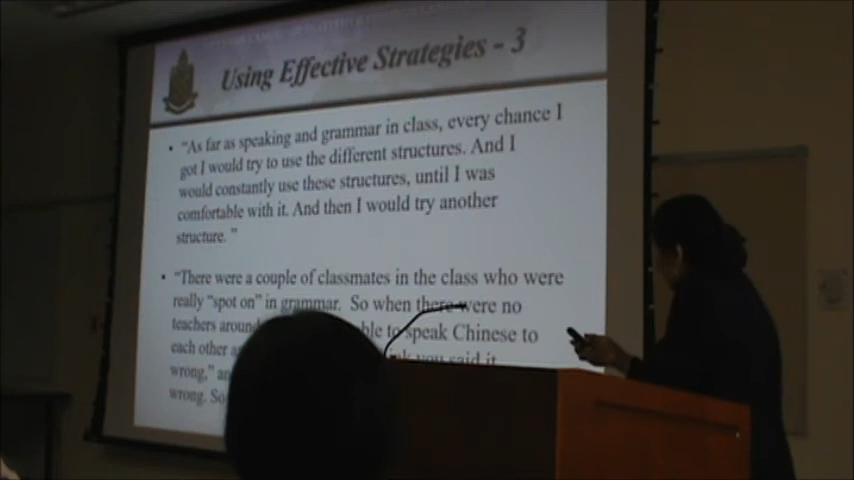 Using Effective Strategies - 3
• "As far as speaking and grammar in class, every chance I
got I would try to use the different structures. And I
would constantly use these structures, until I was
comfortable with it. And then I would try another
structure. "
• "There were a couple of classmates in the class who were
really "spot on" in grammar. So when there were no
teachers around to speak Chinese to
each other
you said it
wrong,"
wrong. So